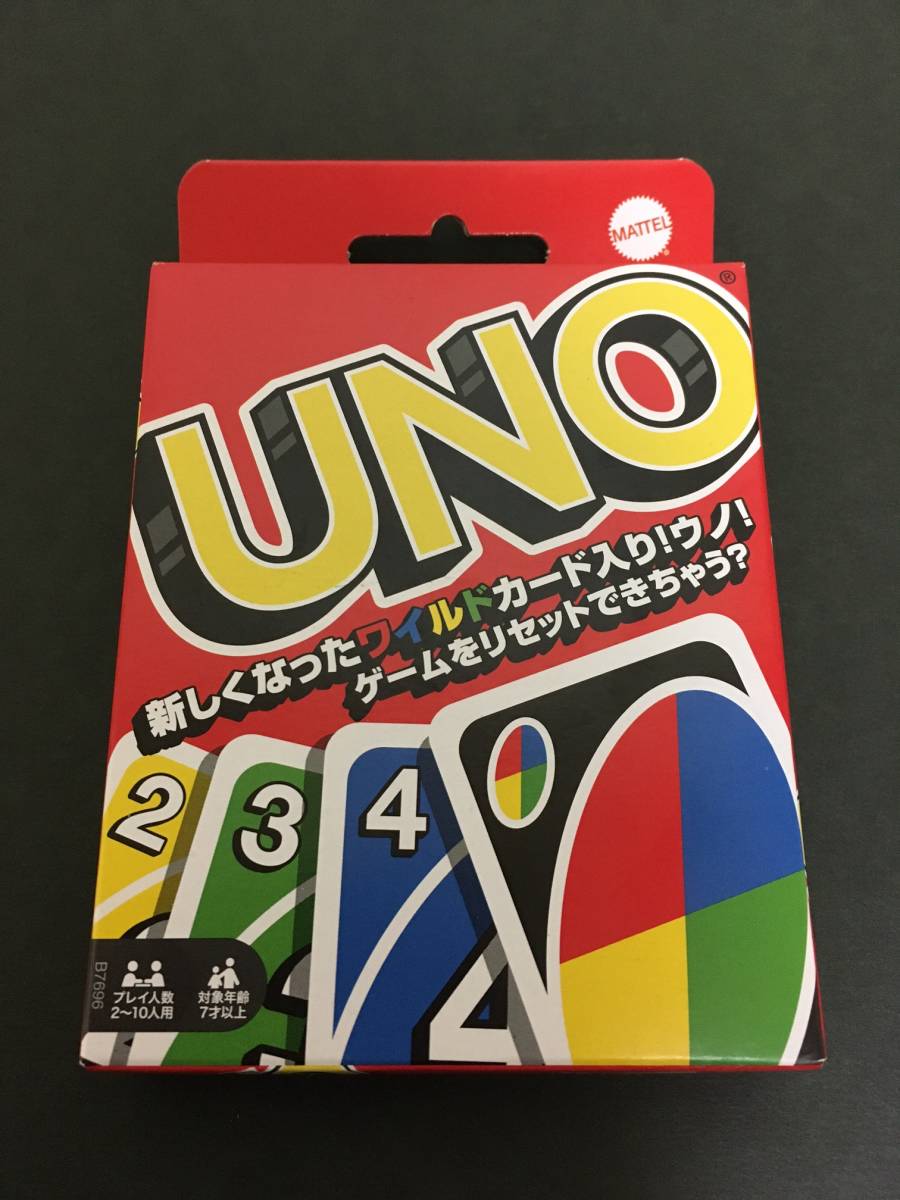 MATTEL
®
UNO®
新しくなったワイルドカード入り!ウノ!
ゲームをリセットできちゃう?
2
3
4
4
B7696
プレイ人数
2〜10人用
対象年齢
7才以上